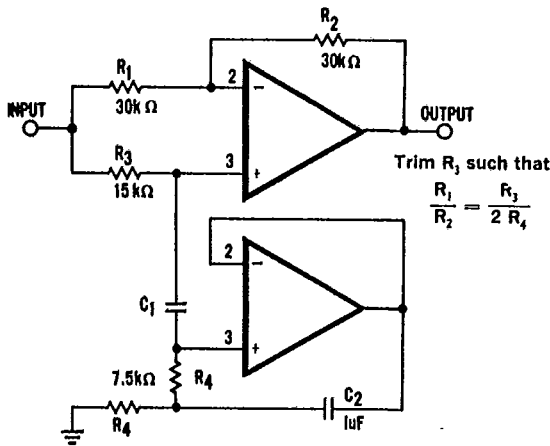 R2
30kΩ
R1
30kΩ
2
−
INPUT
OUTPUT
R3
15kΩ
3
+
Trim R3 such that
R1/R2 = R3/2 R4
2
−
C1
3
+
7.5kΩ
R4
R4
C2
1uF